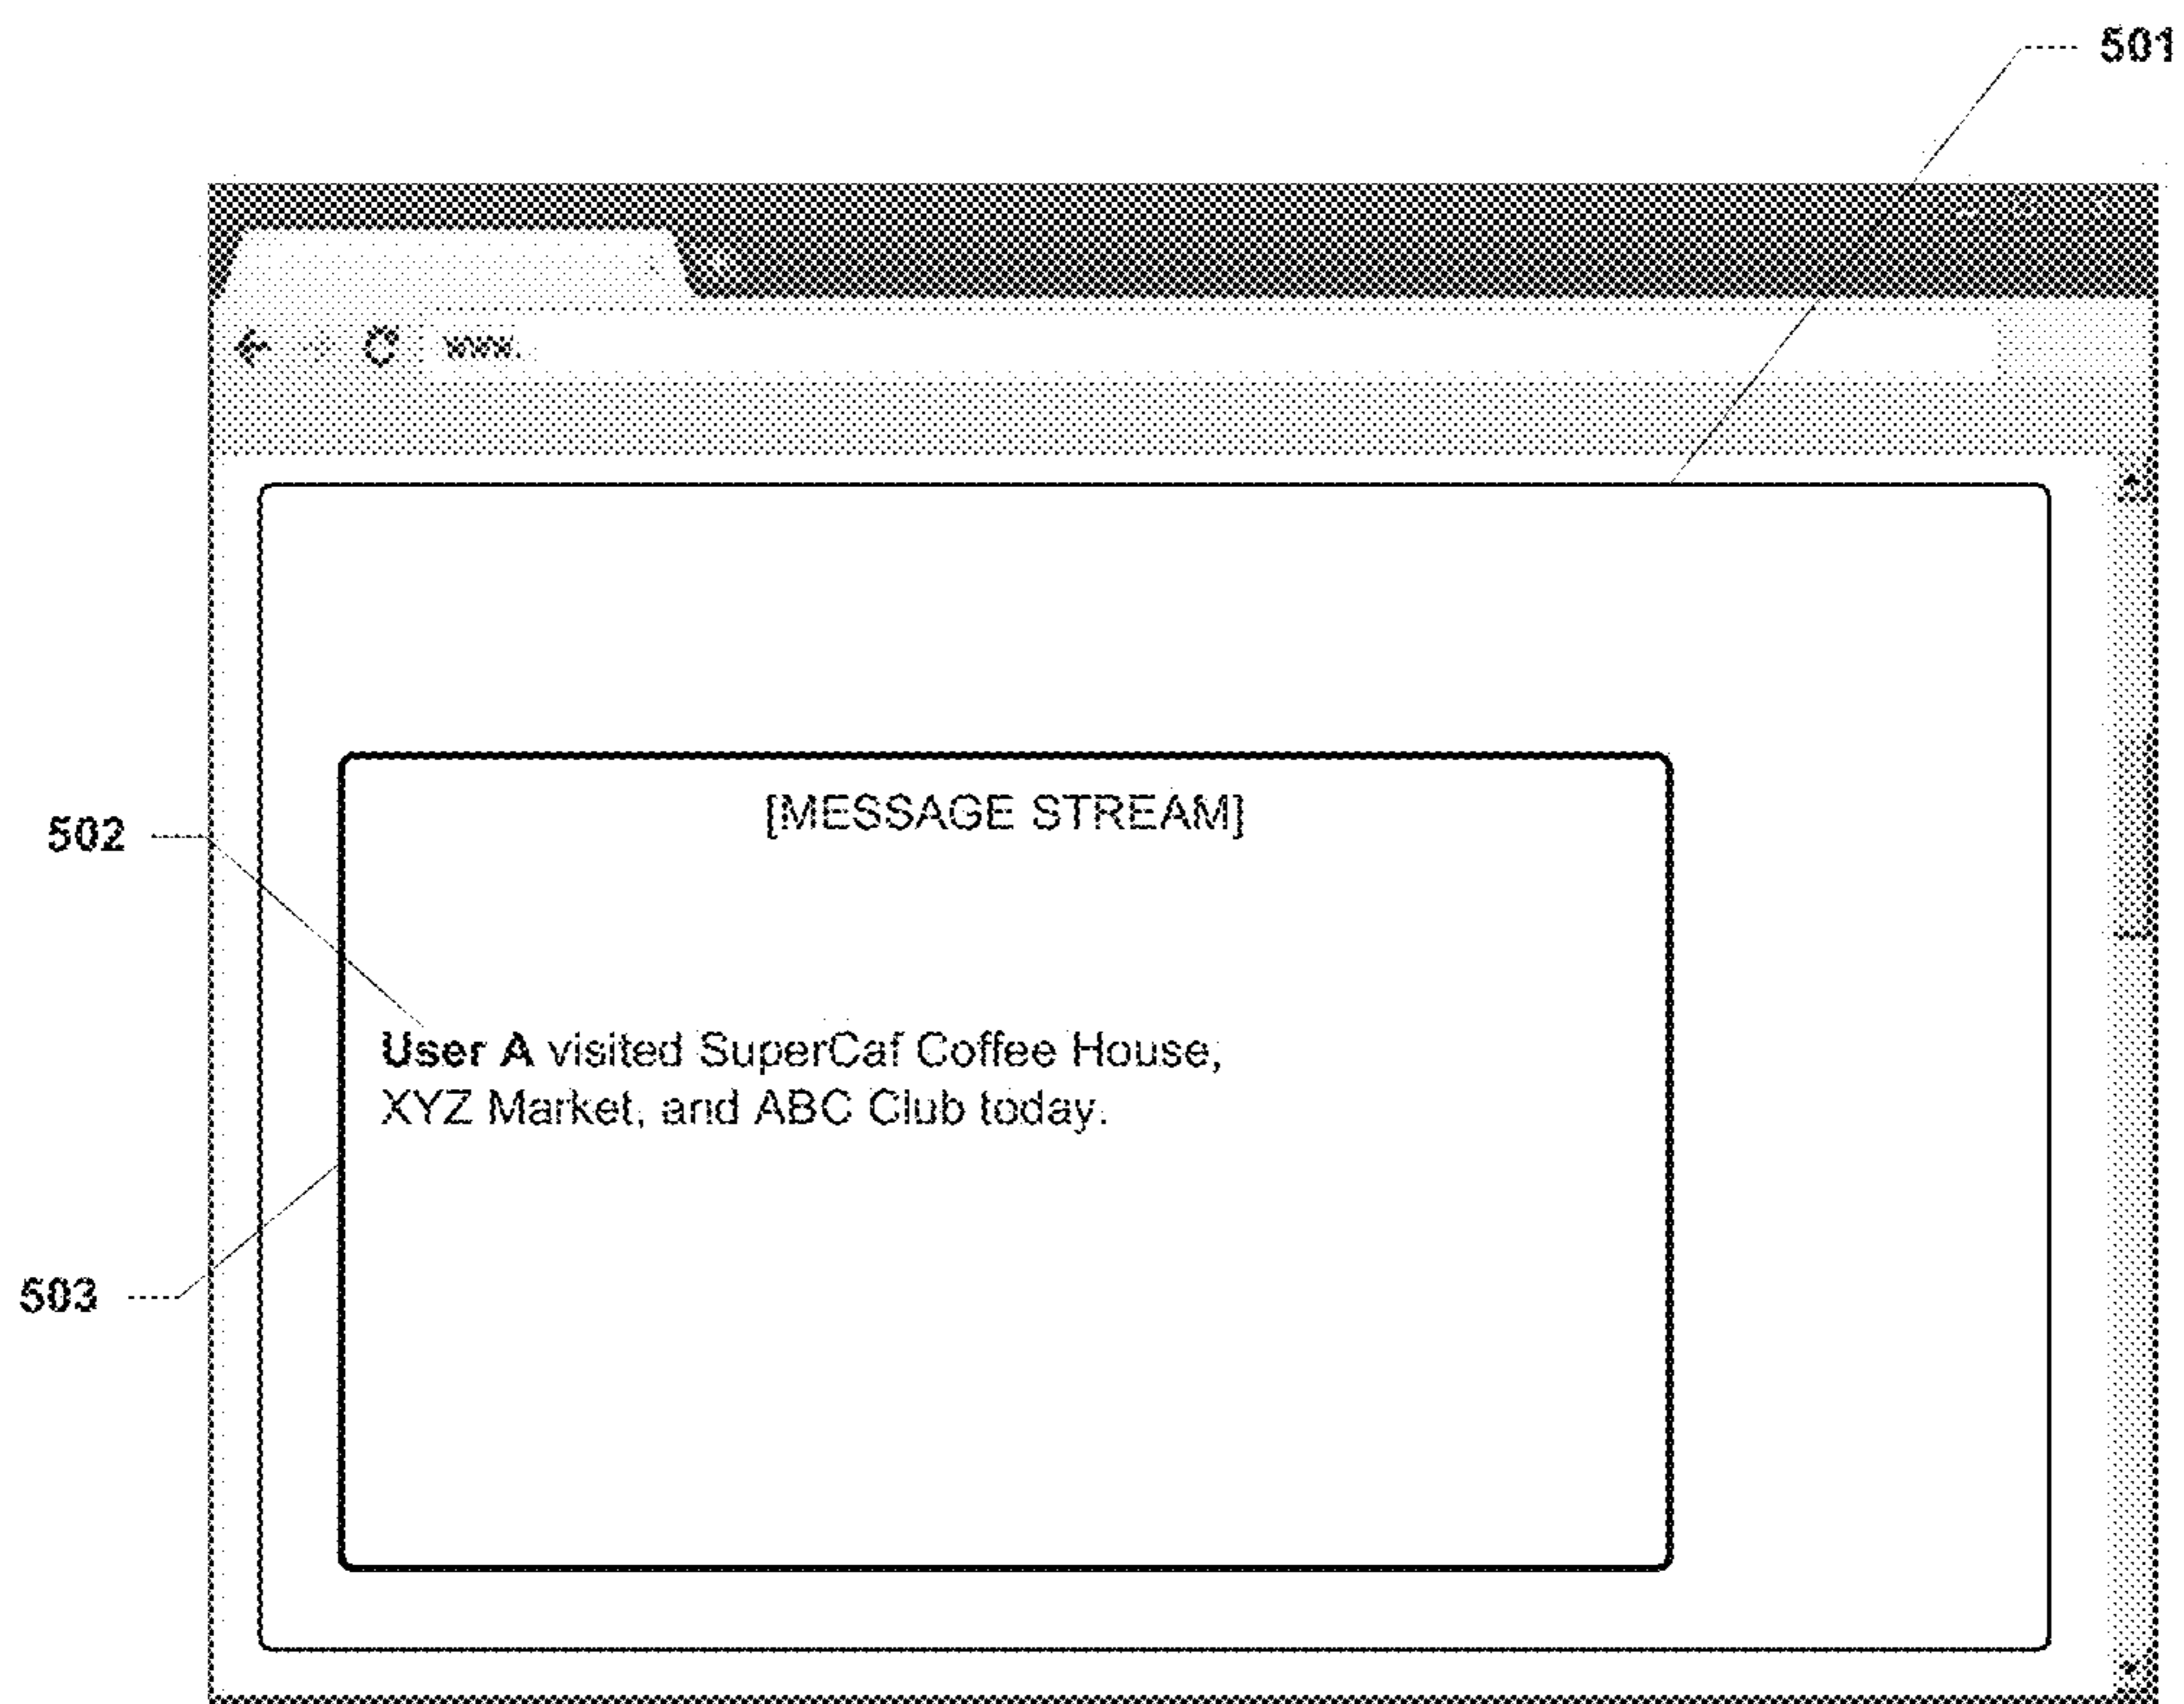 501
www.
[MESSAGE STREAM]
502
User A visited SuperCaf Coffee House,
XYZ Market, and ABC Club today.
503